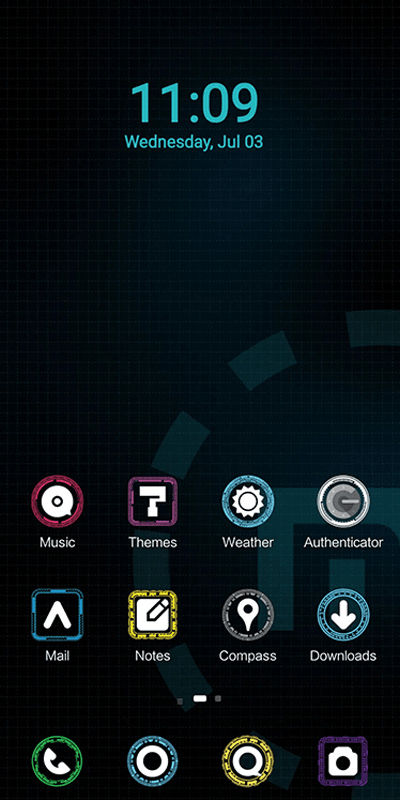 11:09
Wednesday, Jul 03
Music Themes Weather Authenticator
Mail Notes Compass Downloads